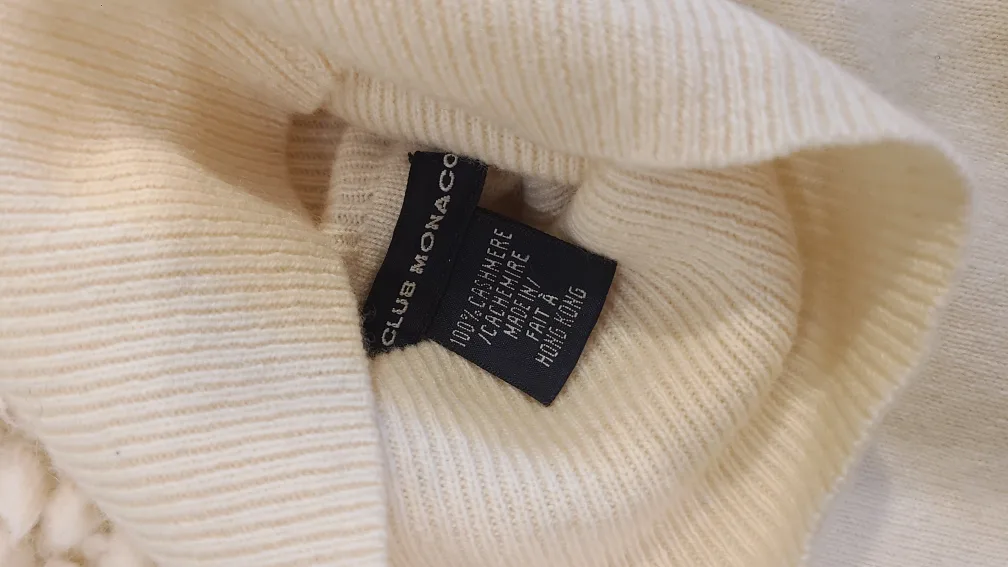 CLUB MONACO
100% CASHMERE
/CACHEMIRE
MADE IN/
FAIT À
HONG KONG